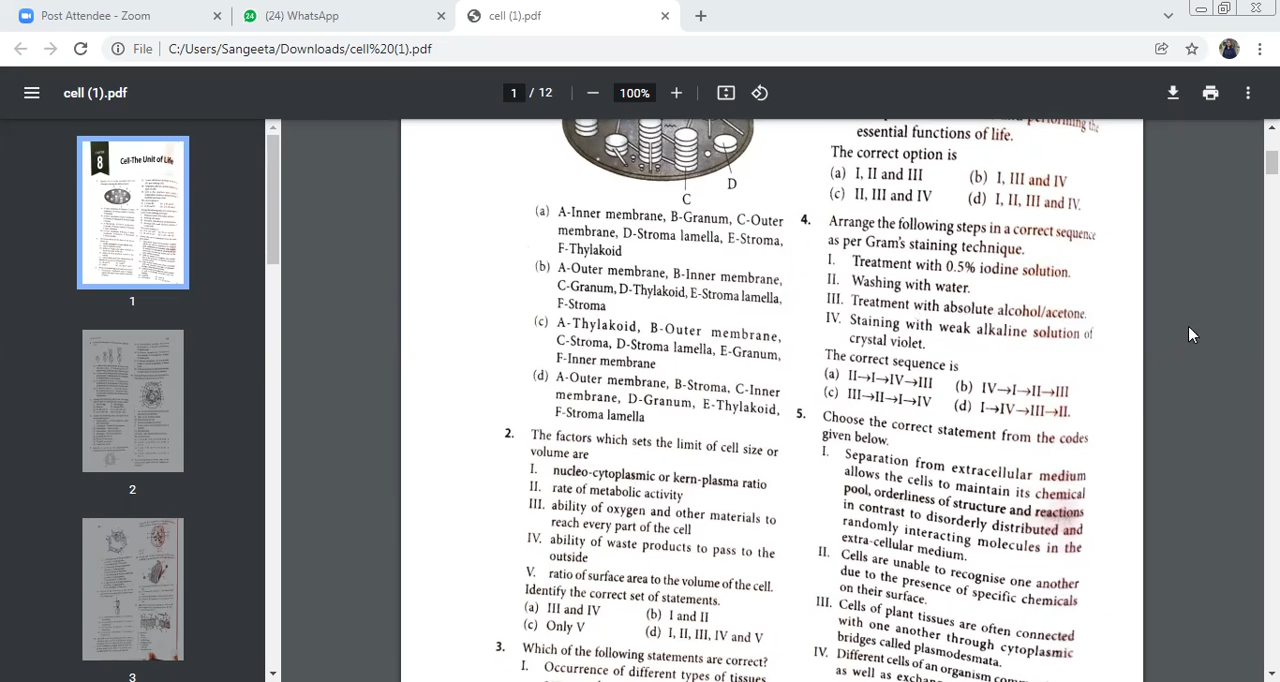 Post Attendee - Zoom
24
(24) WhatsApp
cell (1).pdf
File
C:/Users/Sangeeta/Downloads/cell%20(1).pdf
cell (1).pdf
1 / 12
100%
8
Cell-The Unit of Life
1
2
3
D
C
(a) A-Inner membrane, B-Granum, C-Outer
membrane, D-Stroma lamella, E-Stroma,
F-Thylakoid
(b) A-Outer membrane, B-Inner membrane,
C-Granum, D-Thylakoid, E-Stroma lamella,
F-Stroma
(c) A-Thylakoid, B-Outer membrane,
C-Stroma, D-Stroma lamella, E-Granum,
F-Inner membrane
(d) A-Outer membrane, B-Stroma, C-Inner
membrane, D-Granum, E-Thylakoid,
F-Stroma lamella
2. The factors which sets the limit of cell size or
volume are
I. nucleo-cytoplasmic or kern-plasma ratio
II. rate of metabolic activity
III. ability of oxygen and other materials to
reach every part of the cell
IV. ability of waste products to pass to the
outside
V. ratio of surface area to the volume of the cell.
Identify the correct set of statements.
(a) III and IV (b) I and II
(c) Only V (d) I, II, III, IV and V
3. Which of the following statements are correct?
I. Occurrence of different types of tissues
performing the
essential functions of life.
The correct option is
(a) I, II and III (b) I, III and IV
(c) II, III and IV (d) I, II, III and IV.
4. Arrange the following steps in a correct sequence
as per Gram's staining technique.
I. Treatment with 0.5% iodine solution.
II. Washing with water.
III. Treatment with absolute alcohol/acetone.
IV. Staining with weak alkaline solution of
crystal violet.
The correct sequence is
(a) II→I→IV→III (b) IV→I→II→III
(c) III→II→I→IV (d) I→IV→III→II.
5. Choose the correct statement from the codes
given below.
I. Separation from extracellular medium
allows the cells to maintain its chemical
pool, orderliness of structure and reactions
in contrast to disorderly distributed and
randomly interacting molecules in the
extra-cellular medium.
II. Cells are unable to recognise one another
due to the presence of specific chemicals
on their surface.
III. Cells of plant tissues are often connected
with one another through cytoplasmic
bridges called plasmodesmata.
IV. Different cells of an organism
as well as